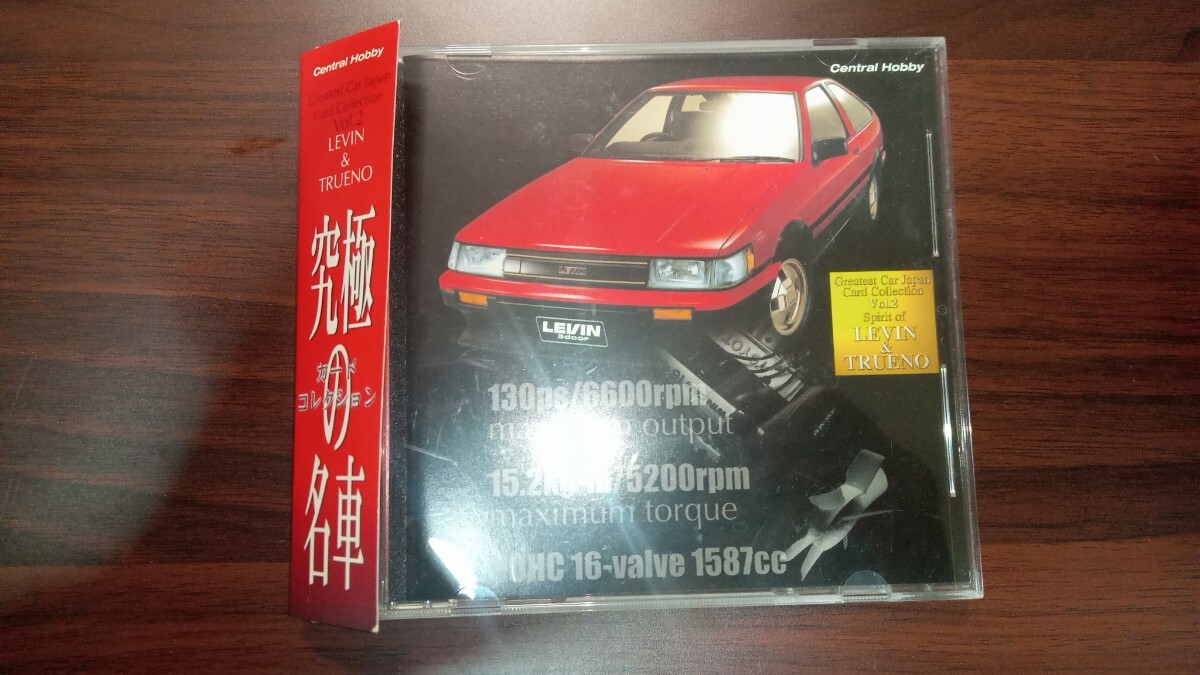 Central Hobby
Greatest Car Japan
Card Collection
Vol.2
LEVIN
&
TRUENO
究極の名車
カード
コレクション
Central Hobby
LEVIN
LEVIN
3door
Greatest Car Japan
Card Collection
Vol.2
Spirit of
LEVIN
&
TRUENO
130ps/6600rpm
output
15.2kg 5200rpm
maximum torque
16-valve 1587cc